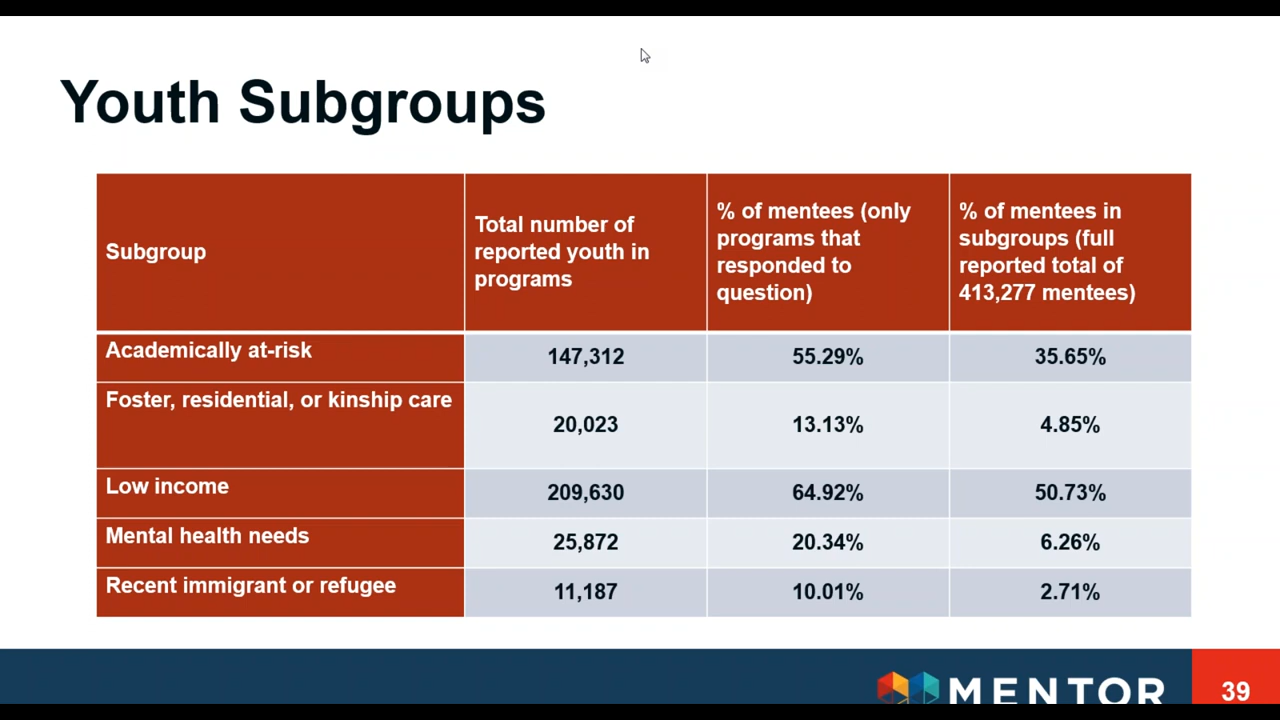 Youth Subgroups
Subgroup
Total number of
reported youth in
programs
% of mentees (only
programs that
responded to
question)
% of mentees in
subgroups (full
reported total of
413,277 mentees)
Academically at-risk
147,312
55.29%
35.65%
Foster, residential, or kinship care
20,023
13.13%
4.85%
Low income
209,630
64.92%
50.73%
Mental health needs
25,872
20.34%
6.26%
Recent immigrant or refugee
11,187
10.01%
2.71%
MENTOR
39